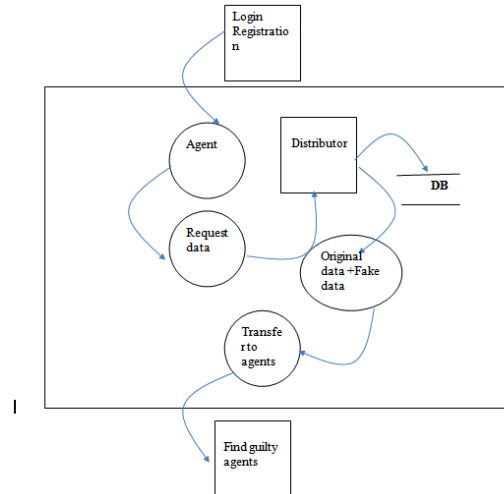 Login
Registratio
n
Agent
Distributor
DB
Request
data
Original
data +Fake
data
Transfe
r to
agents
Find guilty
agents